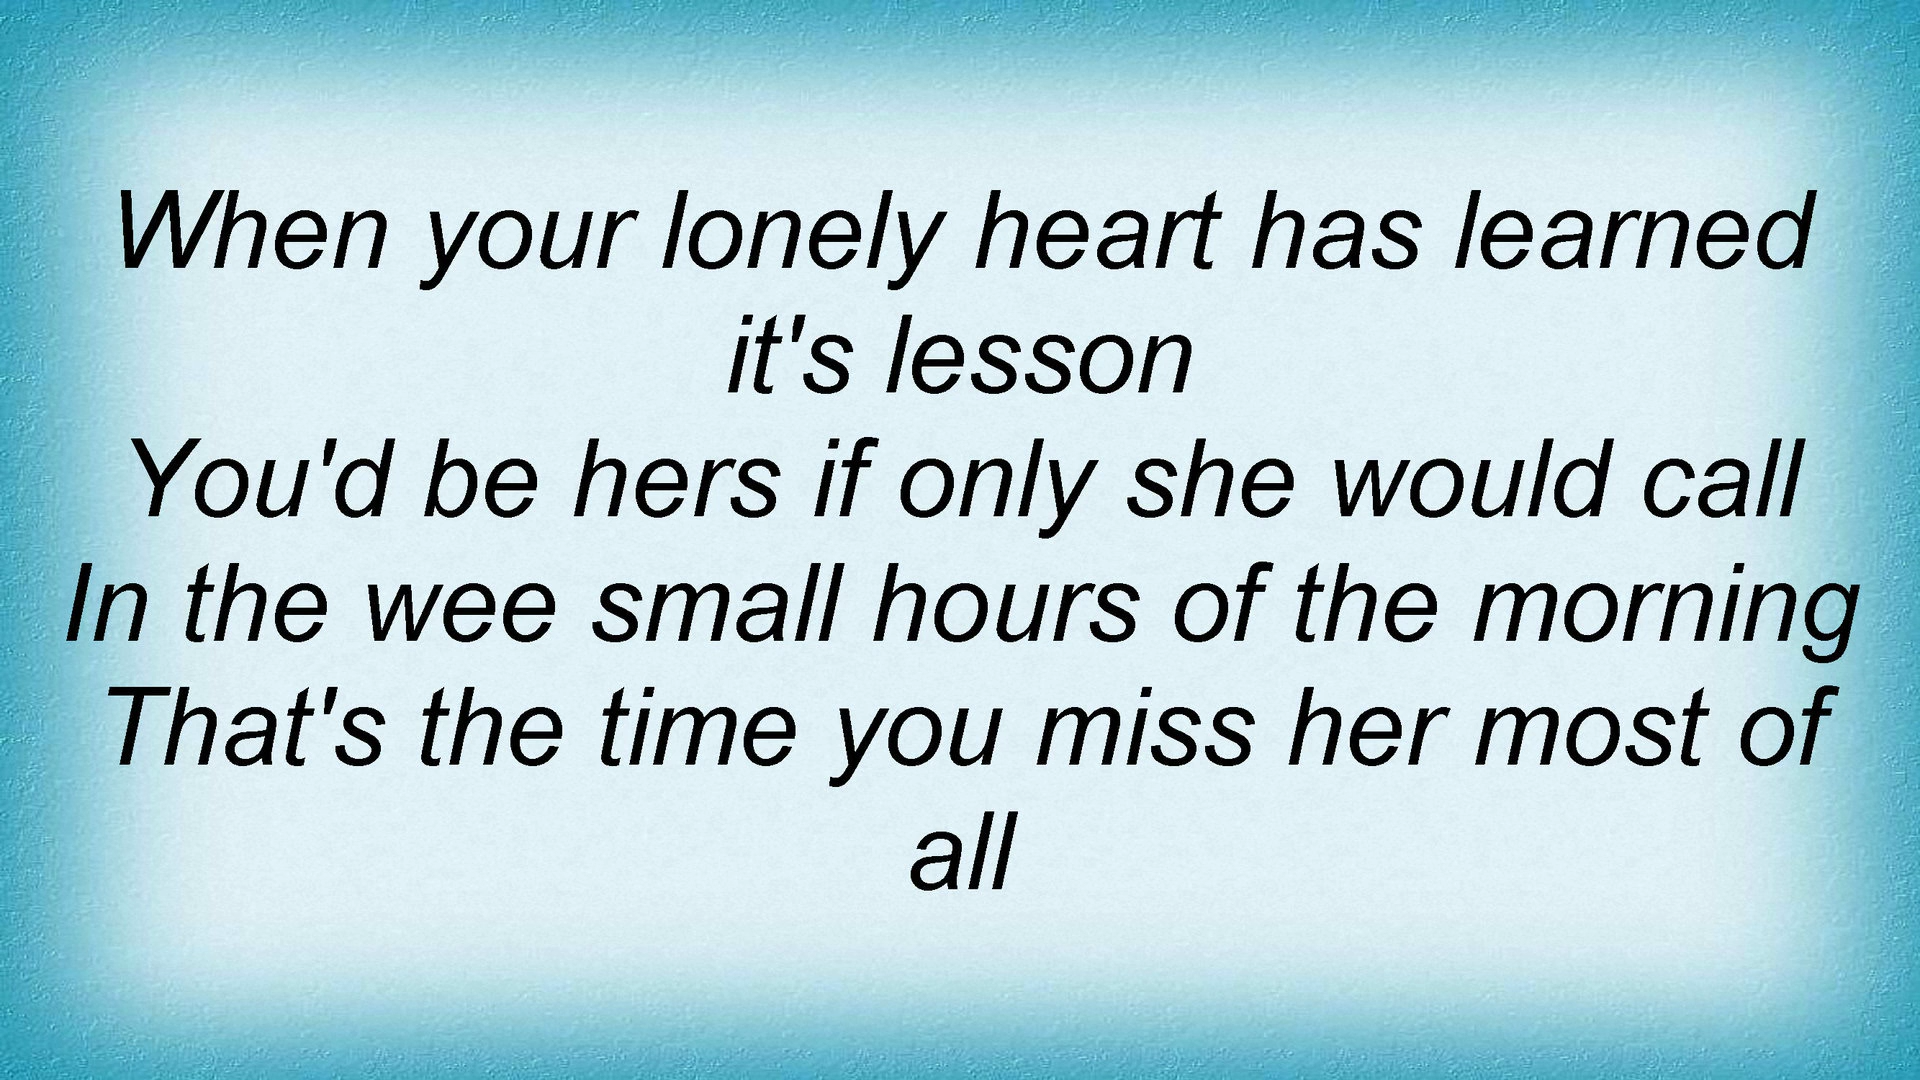 When your lonely heart has learned
it's lesson
You'd be hers if only she would call
In the wee small hours of the morning
That's the time you miss her most of
all